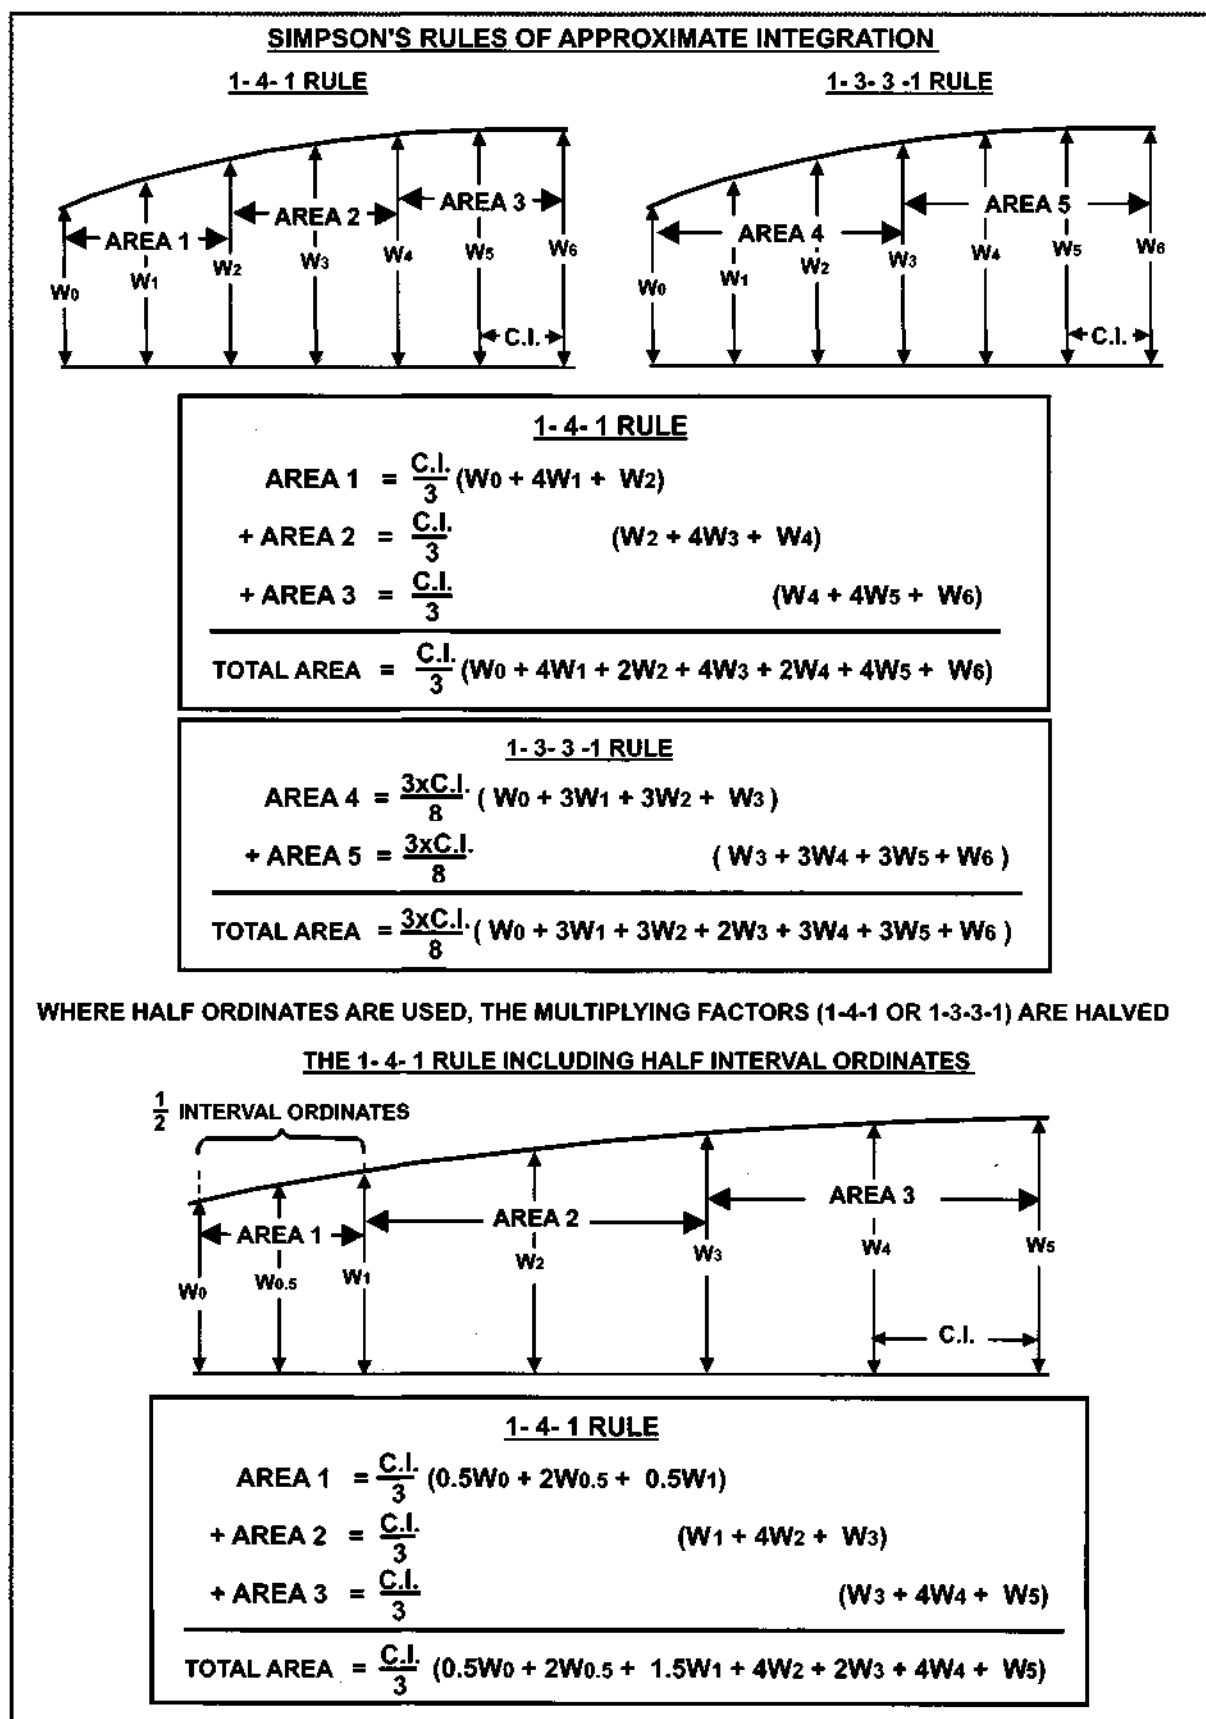 SIMPSON'S RULES OF APPROXIMATE INTEGRATION
1- 4- 1 RULE
1- 3- 3 -1 RULE
AREA 1
AREA 2
AREA 3
W0
W1
W2
W3
W4
W5
W6
C.I.
AREA 4
AREA 5
W0
W1
W2
W3
W4
W5
W6
C.I.
1- 4- 1 RULE
AREA 1 = C.I./3 (W0 + 4W1 + W2)
+ AREA 2 = C.I./3 (W2 + 4W3 + W4)
+ AREA 3 = C.I./3 (W4 + 4W5 + W6)
TOTAL AREA = C.I./3 (W0 + 4W1 + 2W2 + 4W3 + 2W4 + 4W5 + W6)
1- 3- 3 -1 RULE
AREA 4 = 3xC.I./8 ( W0 + 3W1 + 3W2 + W3 )
+ AREA 5 = 3xC.I./8 ( W3 + 3W4 + 3W5 + W6 )
TOTAL AREA = 3xC.I./8 ( W0 + 3W1 + 3W2 + 2W3 + 3W4 + 3W5 + W6 )
WHERE HALF ORDINATES ARE USED, THE MULTIPLYING FACTORS (1-4-1 OR 1-3-3-1) ARE HALVED
THE 1- 4- 1 RULE INCLUDING HALF INTERVAL ORDINATES
1/2 INTERVAL ORDINATES
AREA 1
AREA 2
AREA 3
W0
W0.5
W1
W2
W3
W4
W5
C.I.
1- 4- 1 RULE
AREA 1 = C.I./3 (0.5W0 + 2W0.5 + 0.5W1)
+ AREA 2 = C.I./3 (W1 + 4W2 + W3)
+ AREA 3 = C.I./3 (W3 + 4W4 + W5)
TOTAL AREA = C.I./3 (0.5W0 + 2W0.5 + 1.5W1 + 4W2 + 2W3 + 4W4 + W5)